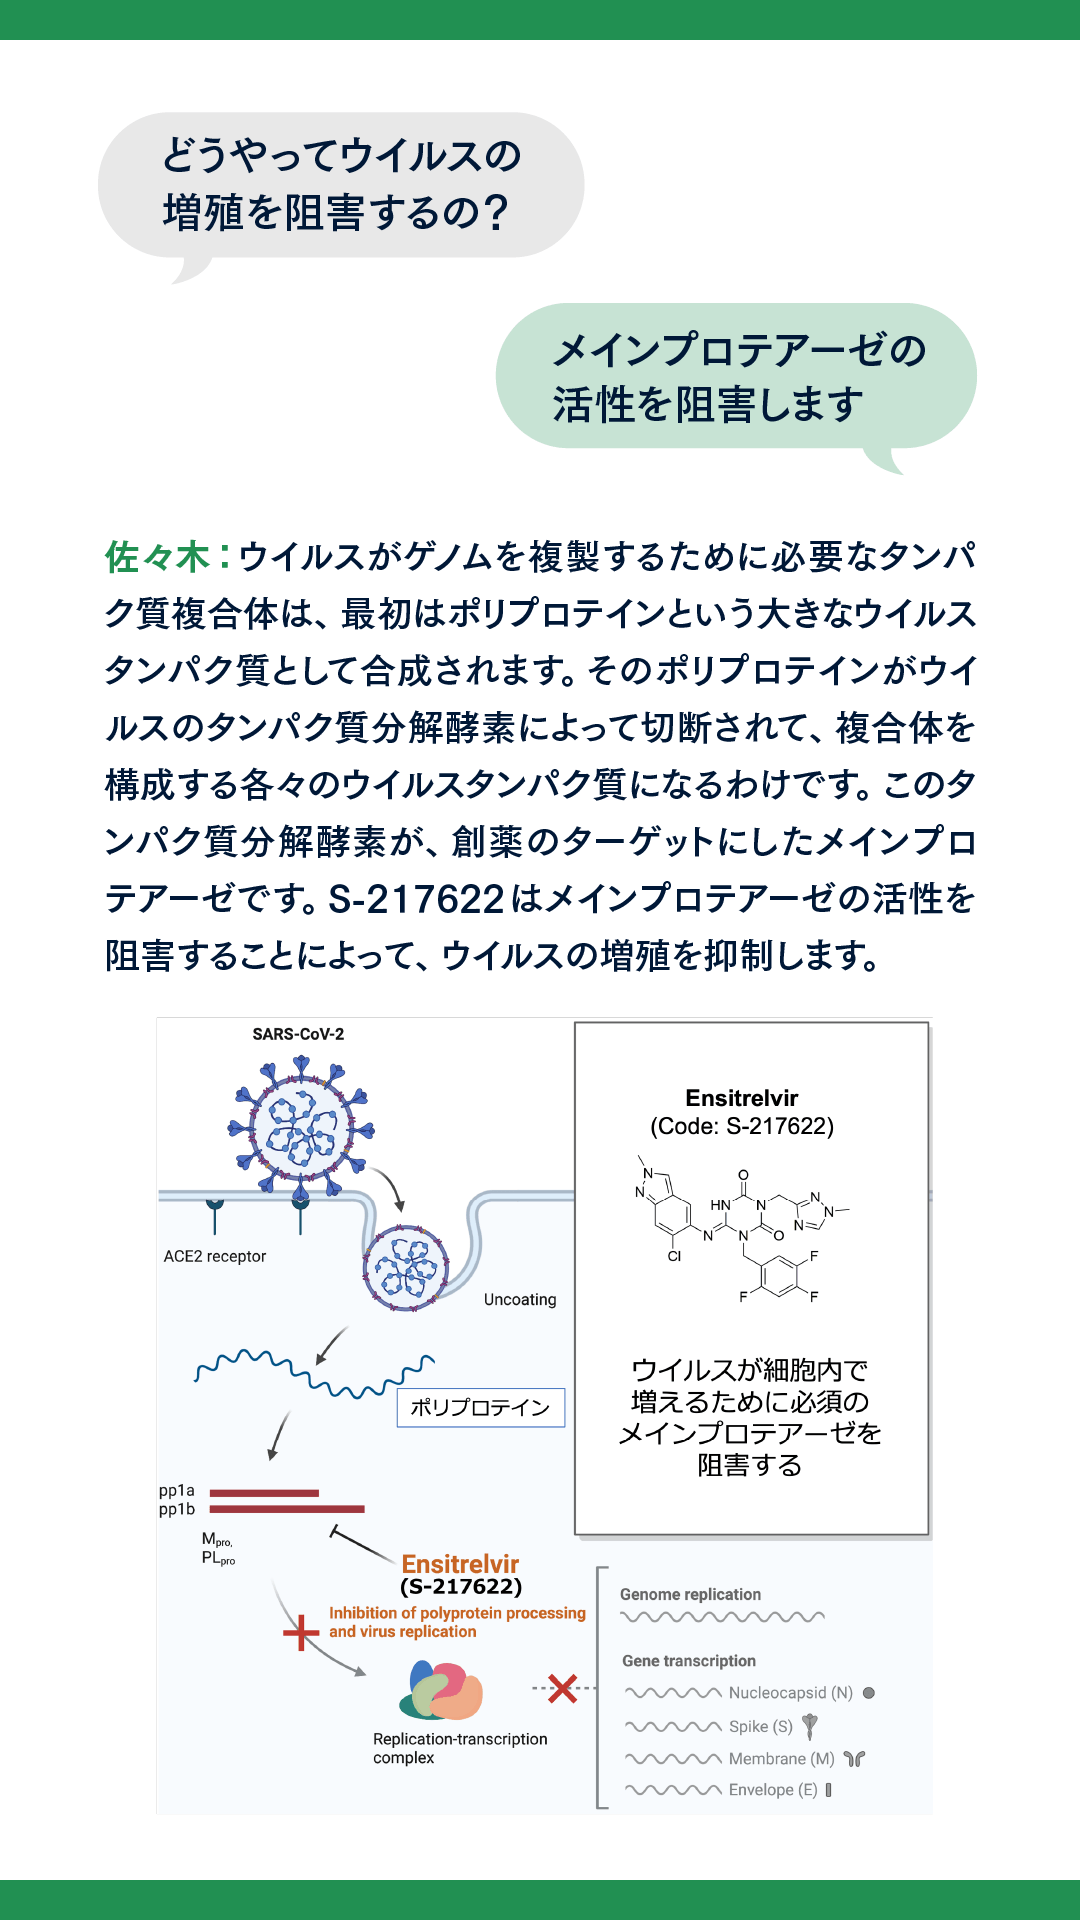 どうやってウイルスの
増殖を阻害するの？
メインプロテアーゼの
活性を阻害します
佐々木：ウイルスがゲノムを複製するために必要なタンパ
ク質複合体は、最初はポリプロテインという大きなウイルス
タンパク質として合成されます。そのポリプロテインがウイ
ルスのタンパク質分解酵素によって切断されて、複合体を
構成する各々のウイルスタンパク質になるわけです。このタ
ンパク質分解酵素が、創薬のターゲットにしたメインプロ
テアーゼです。S-217622はメインプロテアーゼの活性を
阻害することによって、ウイルスの増殖を抑制します。
SARS-CoV-2
ACE2 receptor
Uncoating
ポリプロテイン
pp1a
pp1b
Mpro,
PLpro
Ensitrelvir
(S-217622)
Inhibition of polyprotein processing
and virus replication
Replication-transcription
complex
Ensitrelvir
(Code: S-217622)
N
N
HN
O
N
O
N
N
Cl
N
N
N
F
F
F
ウイルスが細胞内で
増えるために必須の
メインプロテアーゼを
阻害する
Genome replication
Gene transcription
Nucleocapsid (N)
Spike (S)
Membrane (M)
Envelope (E)